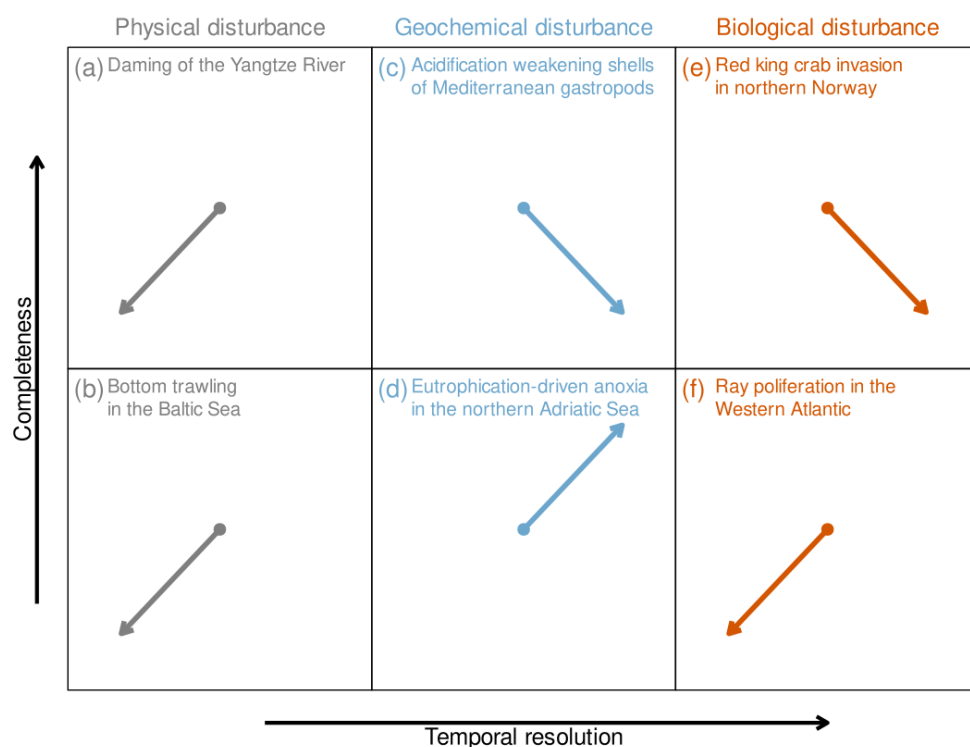 Physical disturbance
Geochemical disturbance
Biological disturbance
(a) Daming of the Yangtze River
(c) Acidification weakening shells
of Mediterranean gastropods
(e) Red king crab invasion
in northern Norway
(b) Bottom trawling
in the Baltic Sea
(d) Eutrophication-driven anoxia
in the northern Adriatic Sea
(f) Ray poliferation in the
Western Atlantic
Completeness
Temporal resolution